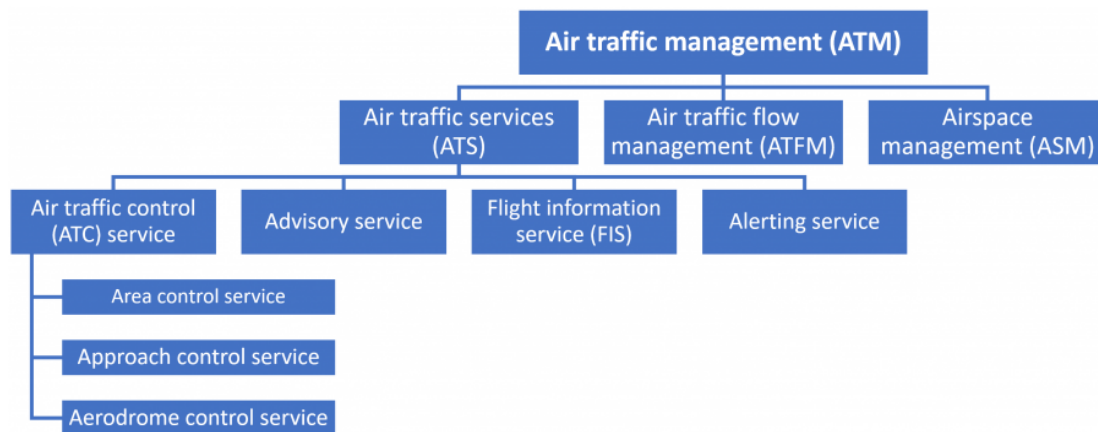 Air traffic management (ATM)
Air traffic services
(ATS)
Air traffic flow
management (ATFM)
Airspace
management (ASM)
Air traffic control
(ATC) service
Advisory service
Flight information
service (FIS)
Alerting service
Area control service
Approach control service
Aerodrome control service